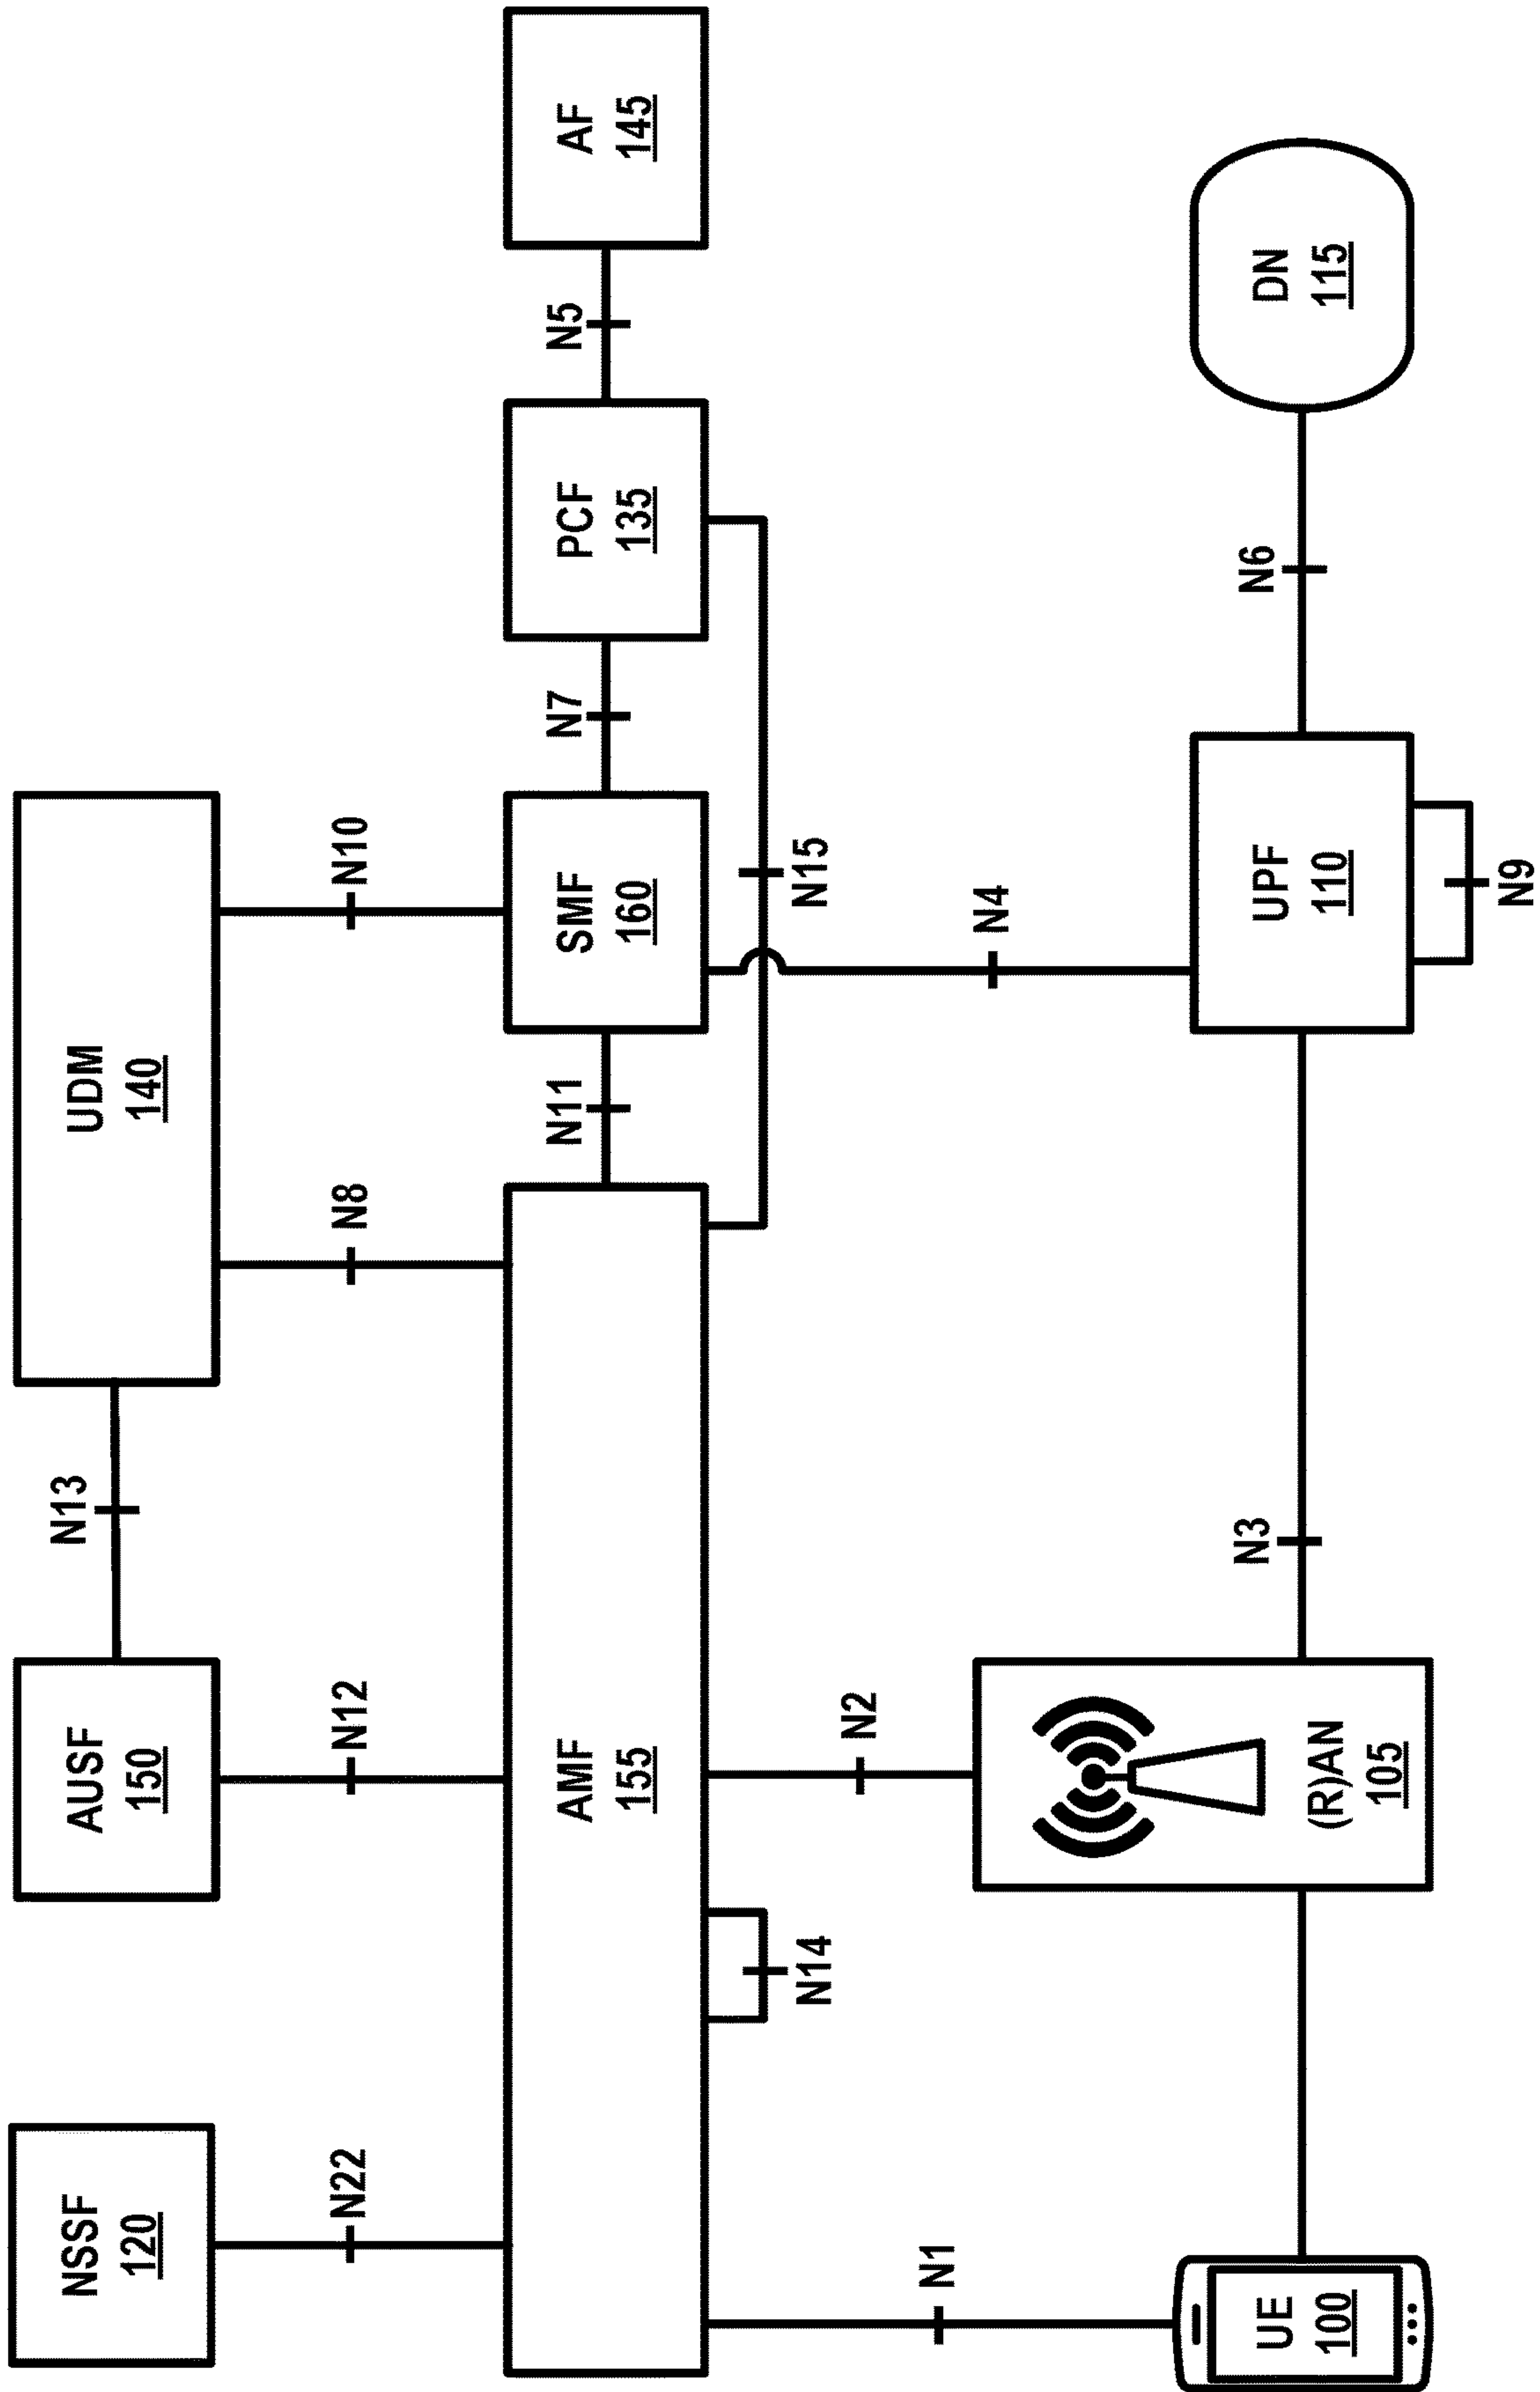 NSSF
120
AUSF
150
N13
UDM
140
N22
N12
N8
N10
AMF
155
N11
SMF
160
N7
PCF
135
N5
AF
145
N14
N15
N1
N2
N4
UE
100
(R)AN
105
N3
UPF
110
N6
DN
115
N9